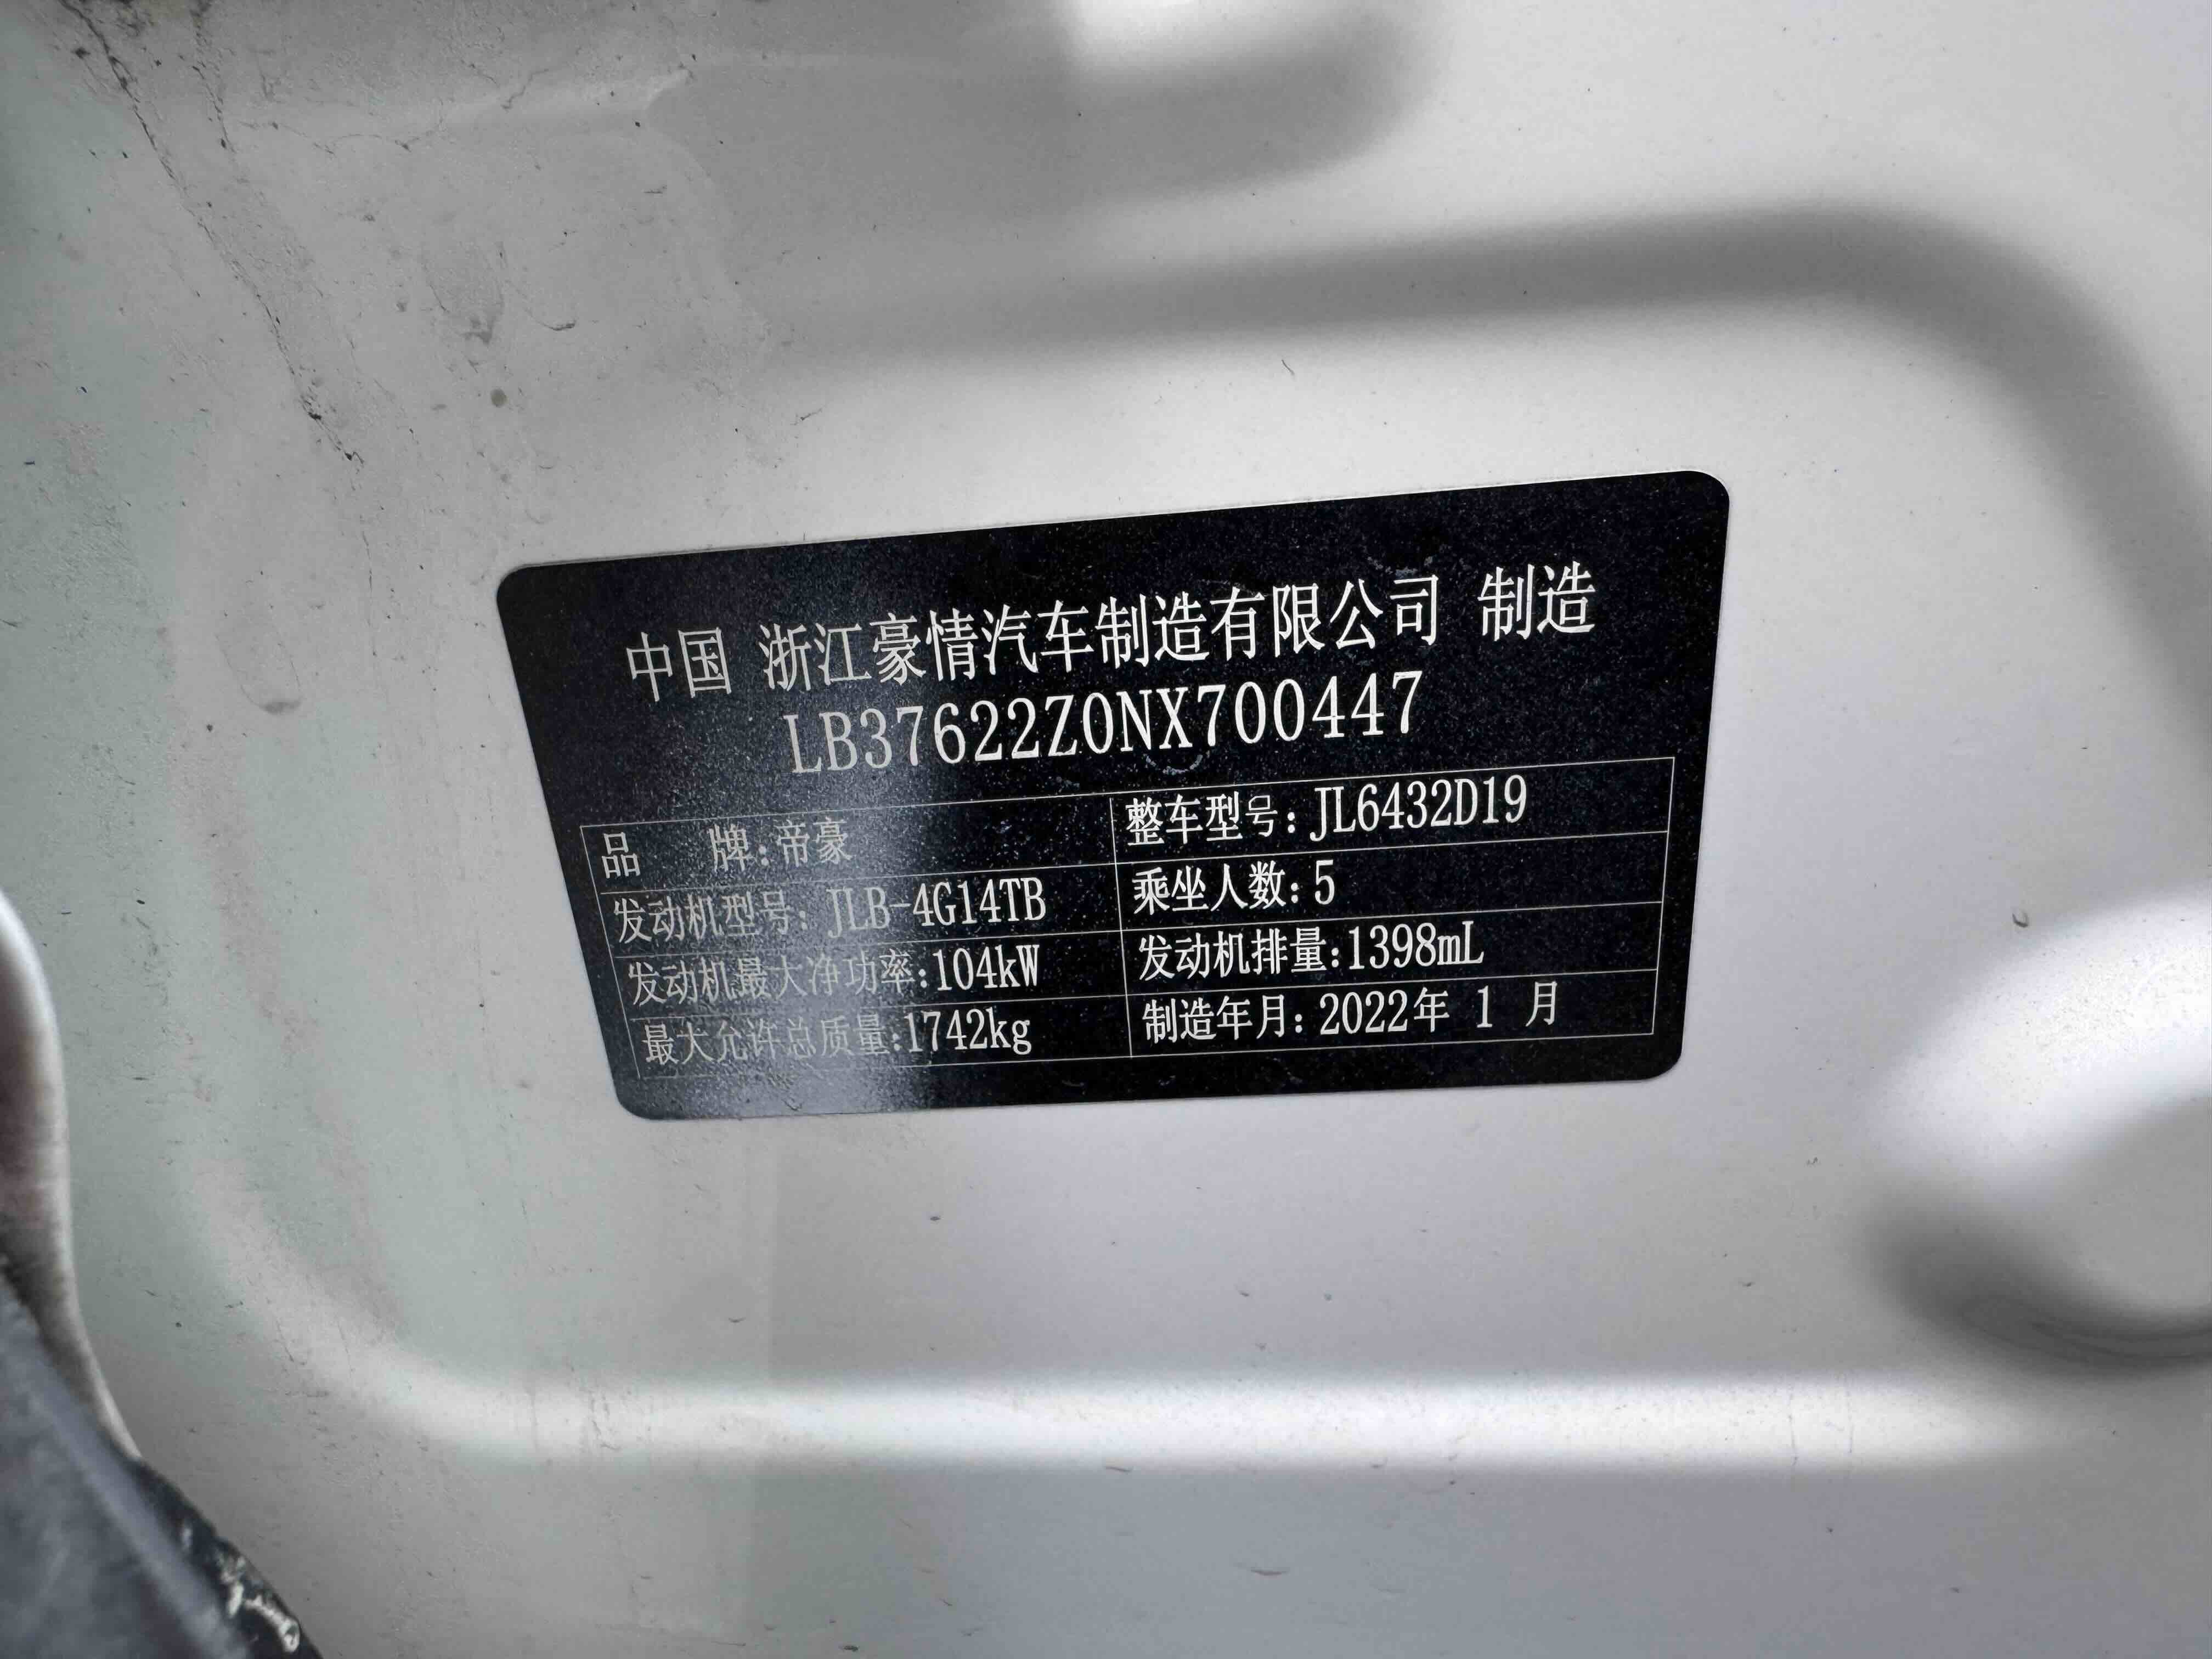 中国 浙江豪情汽车制造有限公司 制造
LB37622Z0NX700447
品 牌:帝豪 整车型号:JL6432D19
发动机型号: JLB-4G14TB 乘坐人数:5
发动机最大净功率:104kW 发动机排量:1398mL
最大允许总质量:1742kg 制造年月: 2022年 1 月